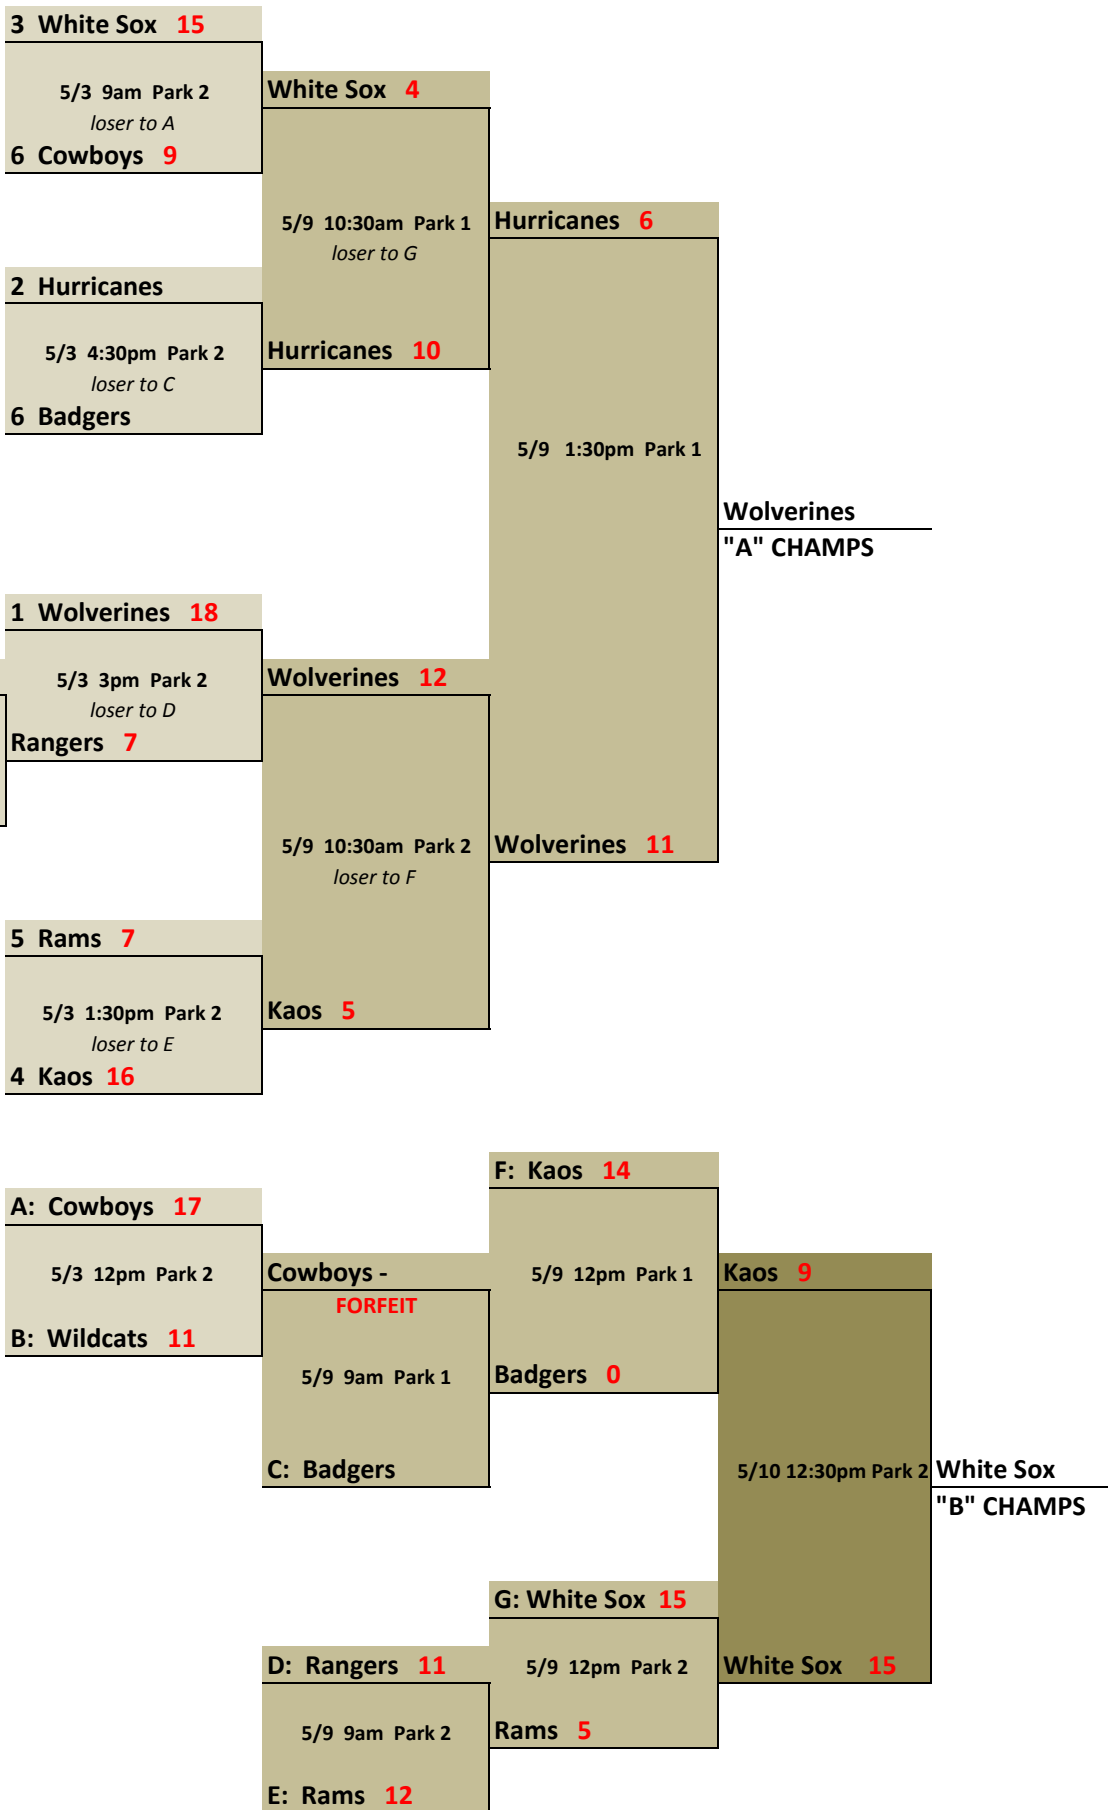 3 White Sox 15
5/3 9am Park 2
loser to A
6 Cowboys 9
White Sox 4
5/9 10:30am Park 1
loser to G
Hurricanes 10
2 Hurricanes
5/3 4:30pm Park 2
loser to C
6 Badgers
Hurricanes 6
5/9 1:30pm Park 1
Wolverines
"A" CHAMPS
1 Wolverines 18
5/3 3pm Park 2
loser to D
Rangers 7
Wolverines 12
5/9 10:30am Park 2
loser to F
Kaos 5
Wolverines 11
5 Rams 7
5/3 1:30pm Park 2
loser to E
4 Kaos 16
F: Kaos 14
5/9 12pm Park 1
Badgers 0
A: Cowboys 17
5/3 12pm Park 2
B: Wildcats 11
Cowboys -
FORFEIT
5/9 9am Park 1
C: Badgers
Kaos 9
5/10 12:30pm Park 2
White Sox 15
White Sox
"B" CHAMPS
G: White Sox 15
5/9 12pm Park 2
Rams 5
D: Rangers 11
5/9 9am Park 2
E: Rams 12